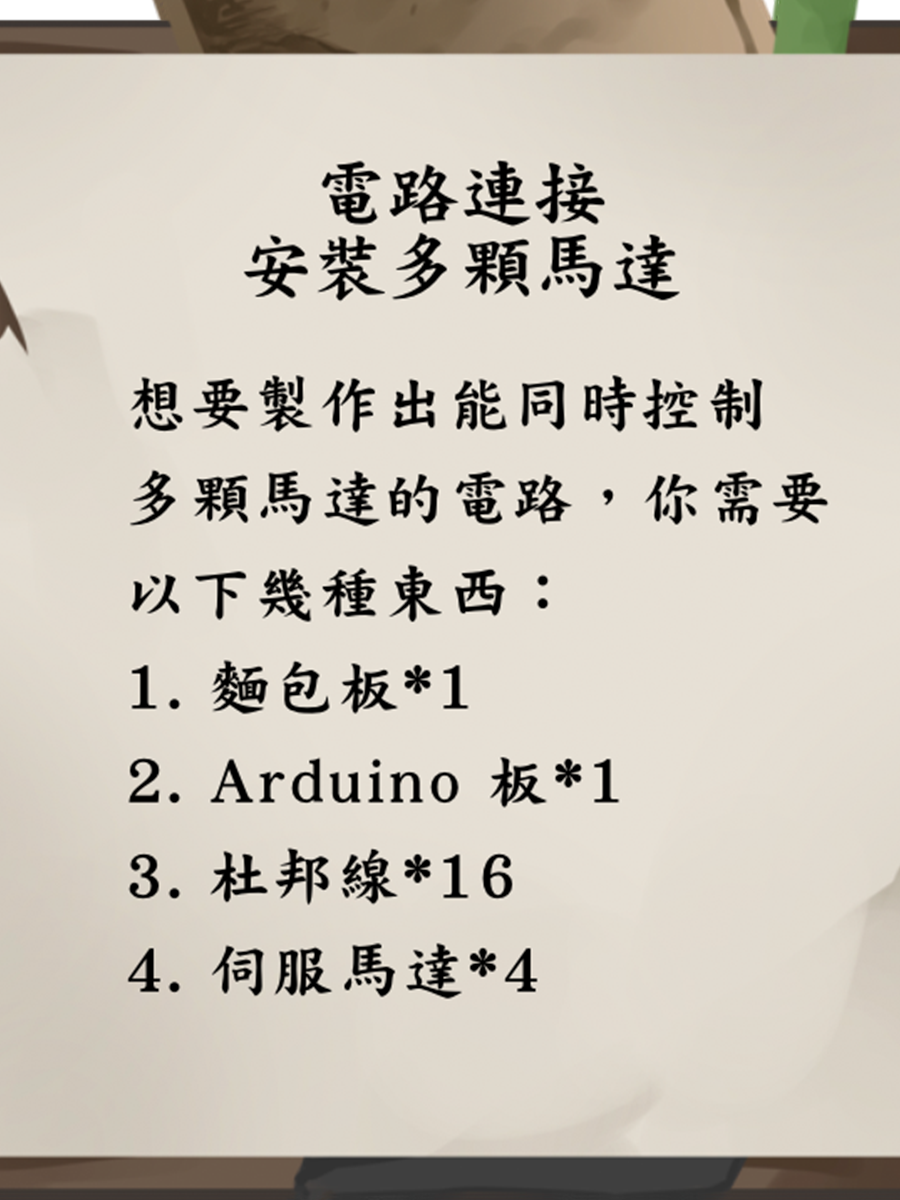 電路連接
安裝多顆馬達
想要製作出能同時控制
多顆馬達的電路，你需要
以下幾種東西：
1. 麵包板*1
2. Arduino 板*1
3. 杜邦線*16
4. 伺服馬達*4